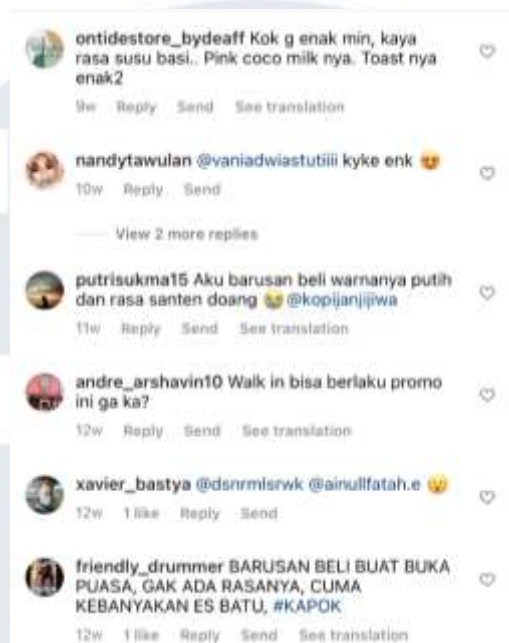 ontidestore_bydeaff Kok g enak min, kaya
rasa susu basi.. Pink coco milk nya. Toast nya
enak2
9w Reply Send See translation
nandytawulan @vaniadwiastutiiii kyke enk 😍
10w Reply Send
View 2 more replies
putrisukma15 Aku barusan beli warnanya putih
dan rasa santen doang 😭 @kopijanjijiwa
11w Reply Send See translation
andre_arshavin10 Walk in bisa berlaku promo
ini ga ka?
12w Reply Send See translation
xavier_bastya @dsnrmlsrwk @ainullfatah.e
12w 1 like Reply Send
friendly_drummer BARUSAN BELI BUAT BUKA
PUASA, GAK ADA RASANYA, CUMA
KEBANYAKAN ES BATU, #KAPOK
12w 1 like Reply Send See translation